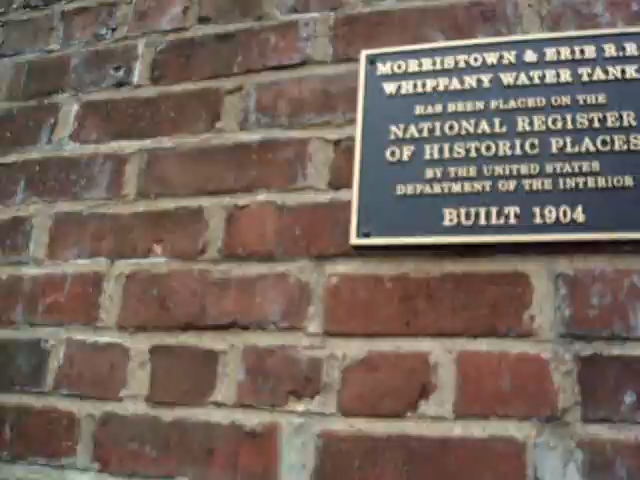 MORRISTOWN & ERIE R.R.
WHIPPANY WATER TANK
HAS BEEN PLACED ON THE
NATIONAL REGISTER
OF HISTORIC PLACES
BY THE UNITED STATES
DEPARTMENT OF THE INTERIOR
BUILT 1904